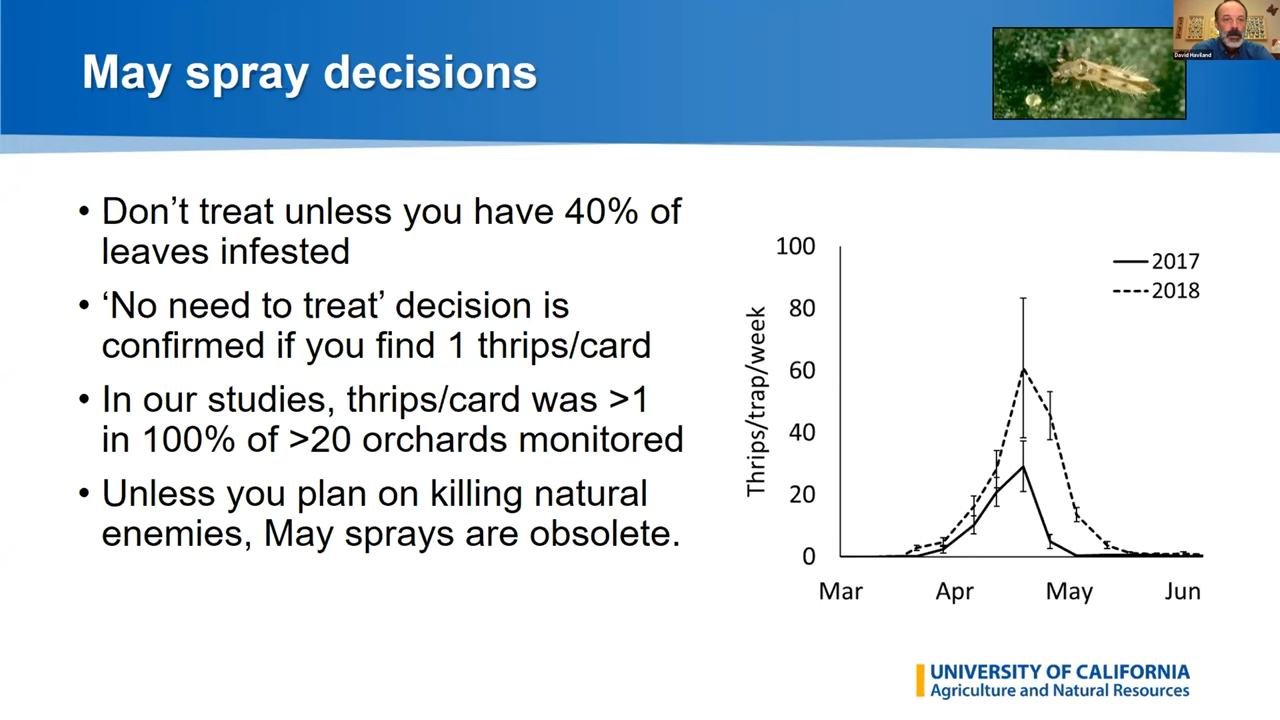 May spray decisions
David Haviland
• Don’t treat unless you have 40% of
leaves infested
• ‘No need to treat’ decision is
confirmed if you find 1 thrips/card
• In our studies, thrips/card was >1
in 100% of >20 orchards monitored
• Unless you plan on killing natural
enemies, May sprays are obsolete.
Thrips/trap/week
100
80
60
40
20
0
Mar Apr May Jun
2017
2018
UNIVERSITY OF CALIFORNIA
Agriculture and Natural Resources